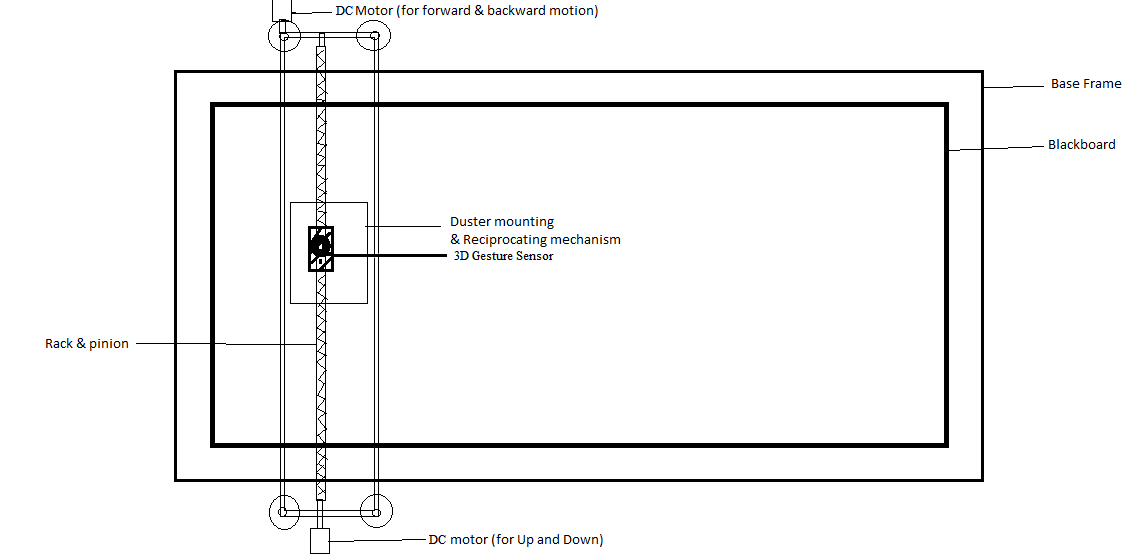 DC Motor (for forward & backward motion)
Base Frame
Blackboard
Duster mounting
& Reciprocating mechanism
3D Gesture Sensor
Rack & pinion
DC motor (for Up and Down)